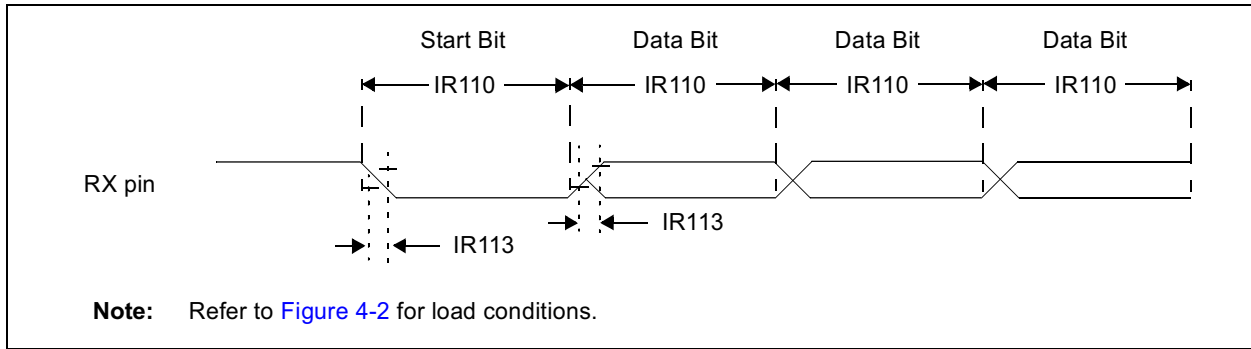 Start Bit Data Bit Data Bit Data Bit
IR110 IR110 IR110 IR110
RX pin
IR113 IR113
Note: Refer to Figure 4-2 for load conditions.